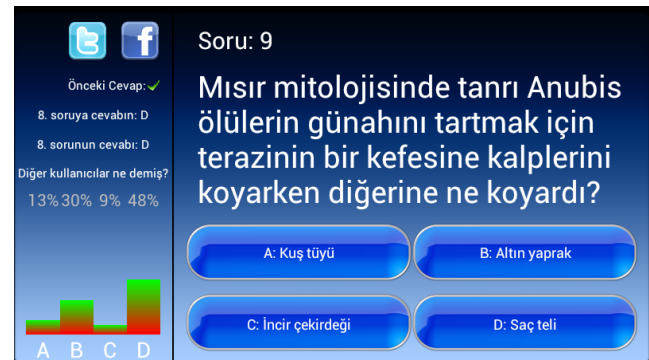 Önceki Cevap:
8. soruya cevabın: D
8. sorunun cevabı: D
Diğer kullanıcılar ne demiş?
13% 30% 9% 48%
A B C D
Soru: 9
Mısır mitolojisinde tanrı Anubis
ölülerin günahını tartmak için
terazinin bir kefesine kalplerini
koyarken diğerine ne koyardı?
A: Kuş tüyü
B: Altın yaprak
C: İncir çekirdeği
D: Saç teli